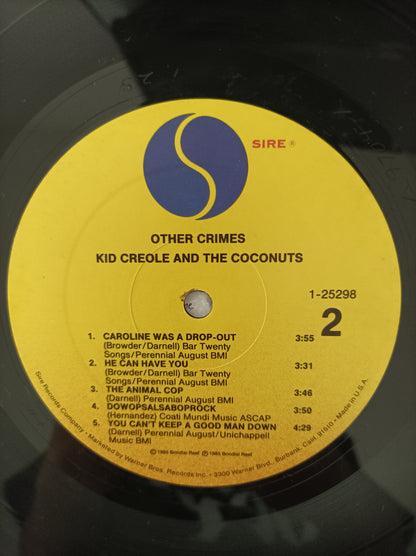 SIRE ®
OTHER CRIMES
KID CREOLE AND THE COCONUTS
1-25298
2
1. CAROLINE WAS A DROP-OUT 3:55
(Browder/Darnell) Bar Twenty
Songs/Perennial August BMI
2. HE CAN HAVE YOU 3:31
(Browder/Darnell) Bar Twenty
Songs/Perennial August BMI
3. THE ANIMAL COP 3:46
(Darnell) Perennial August BMI
4. DOWOPSALSABOPROCK 3:50
(Hernandez) Coati Mundi Music ASCAP
5. YOU CAN'T KEEP A GOOD MAN DOWN 4:29
(Darnell) Perennial August/Unichappell
Music BMI
© 1985 Bondial Reef ℗ 1985 Bondial Reef
Sire Records Company • Marketed by Warner Bros. Records Inc. • 3300 Warner Blvd., Burbank, Calif. 91510 • Made in U.S.A.